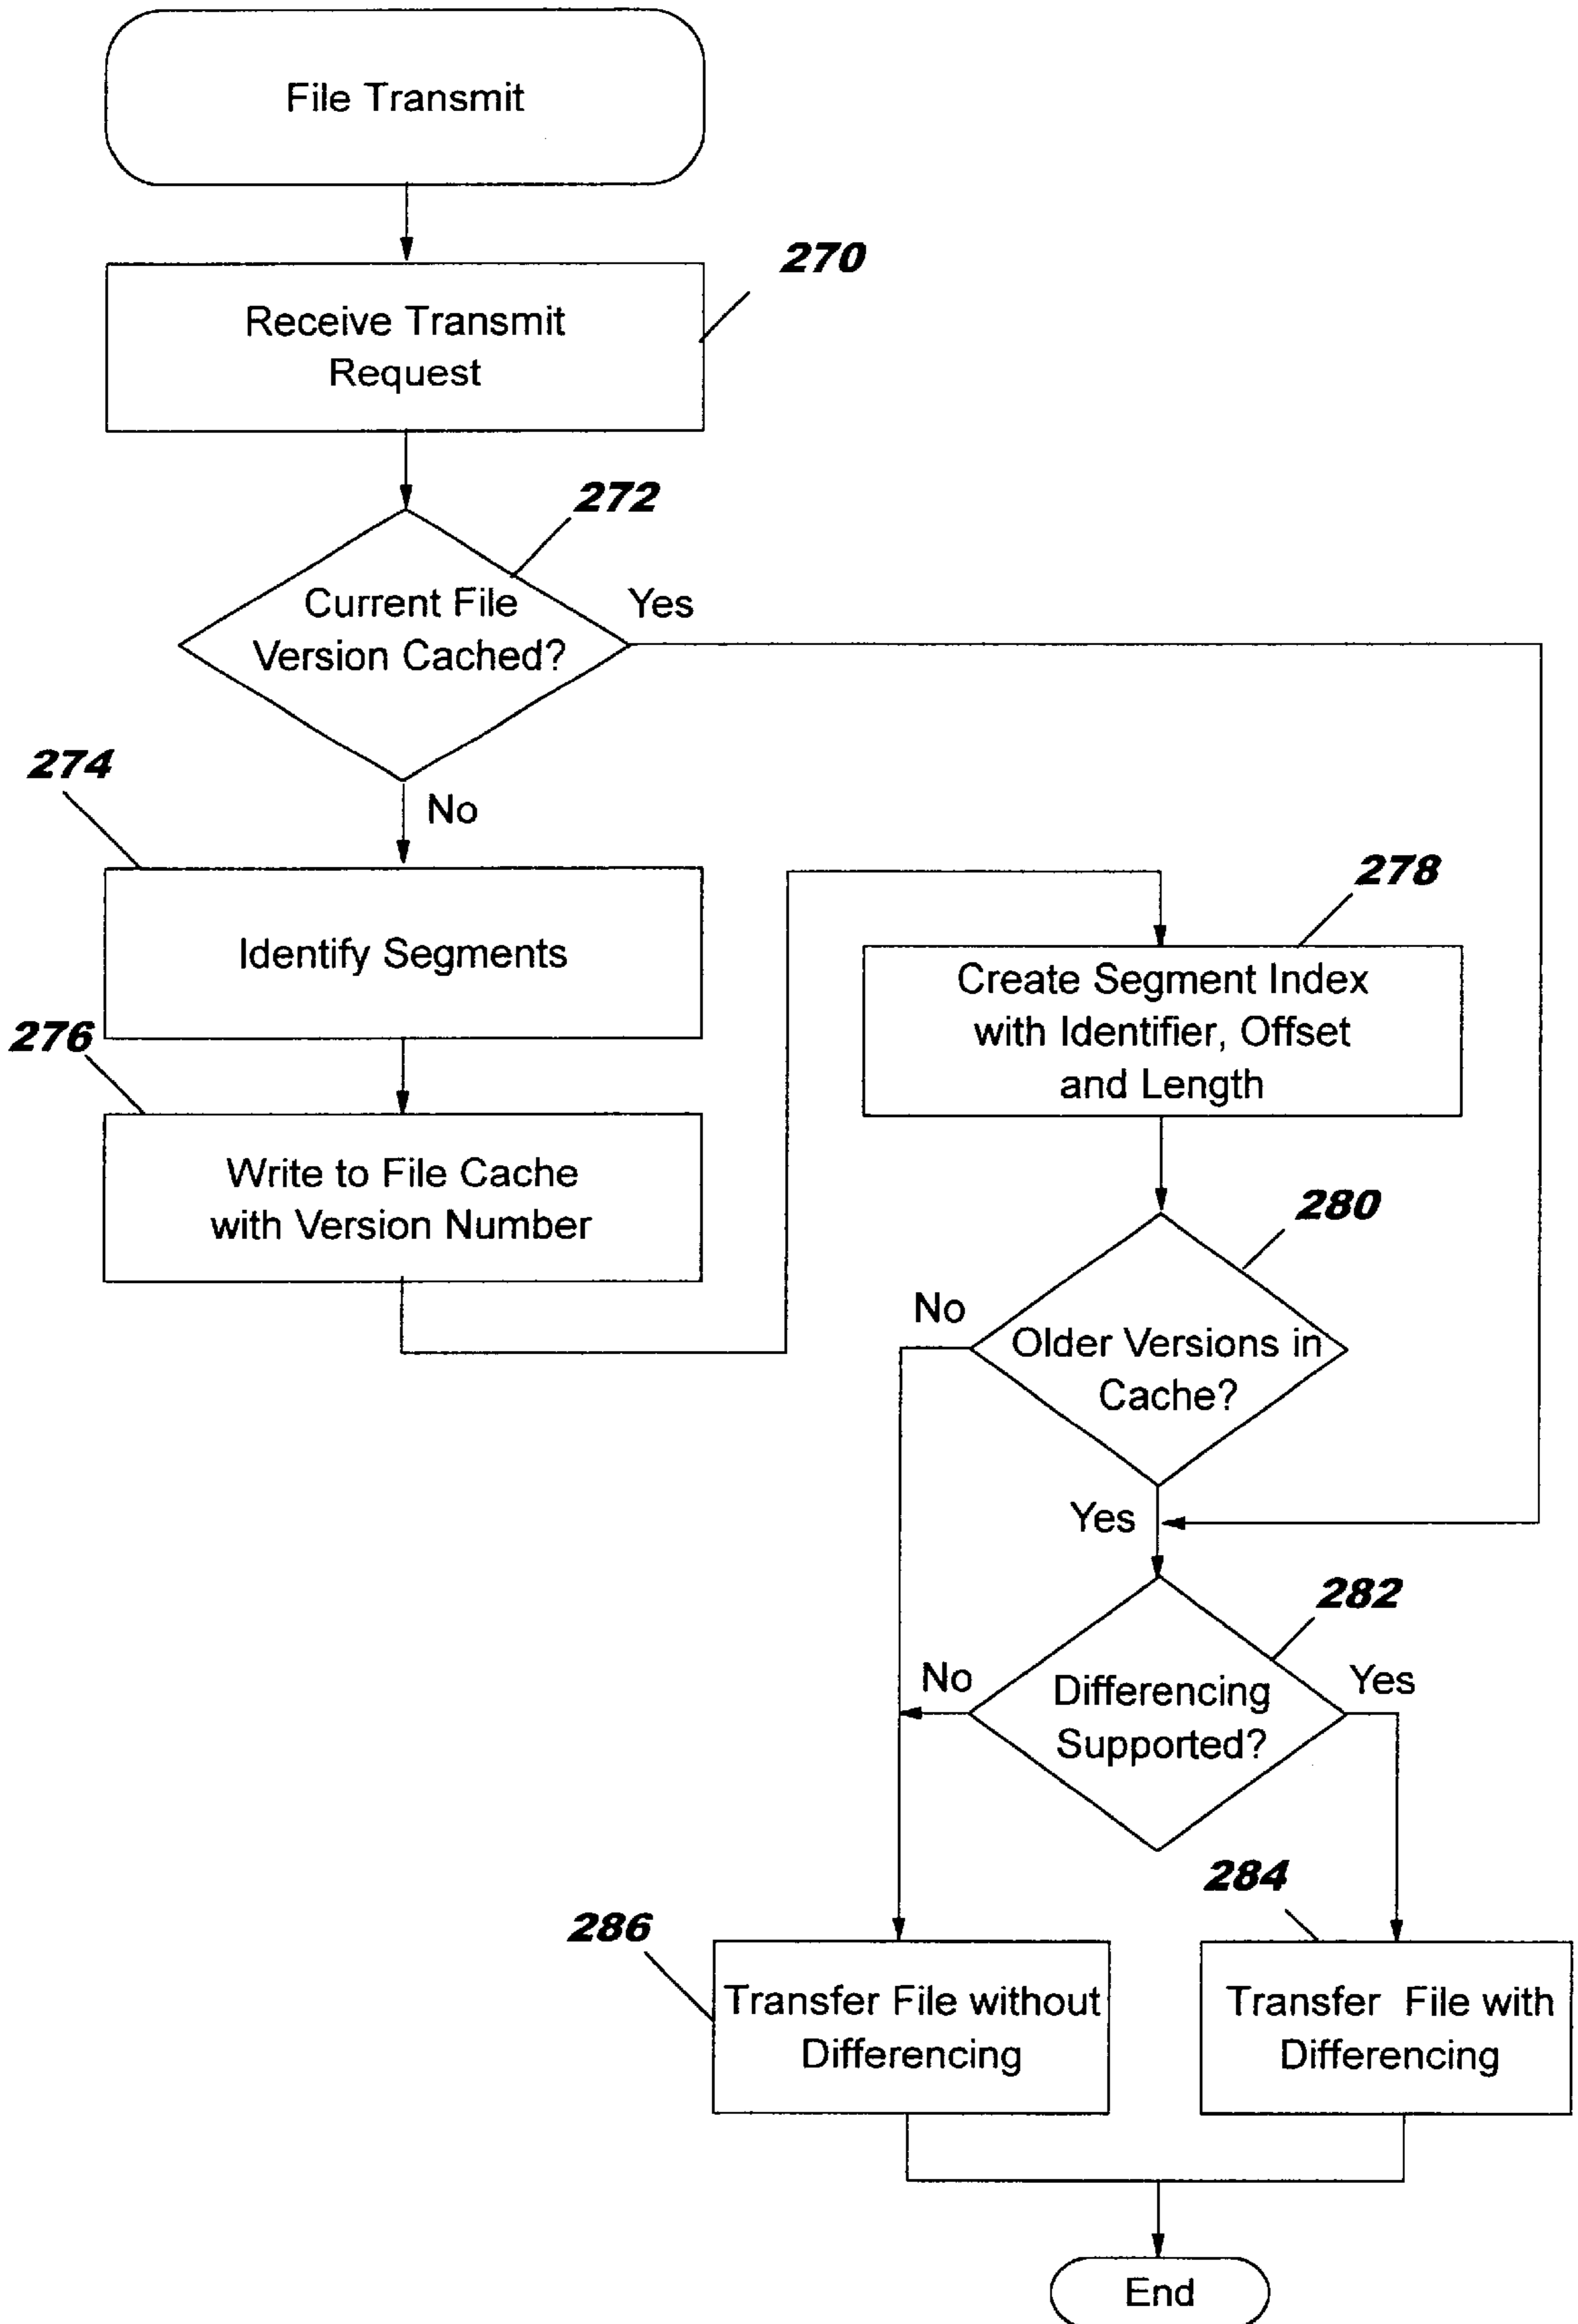 File Transmit
270
Receive Transmit
Request
272
Current File
Version Cached?
Yes
No
274
Identify Segments
276
Write to File Cache
with Version Number
278
Create Segment Index
with Identifier, Offset
and Length
280
No
Older Versions in
Cache?
Yes
282
No
Differencing
Supported?
Yes
284
286
Transfer File without
Differencing
Transfer File with
Differencing
End